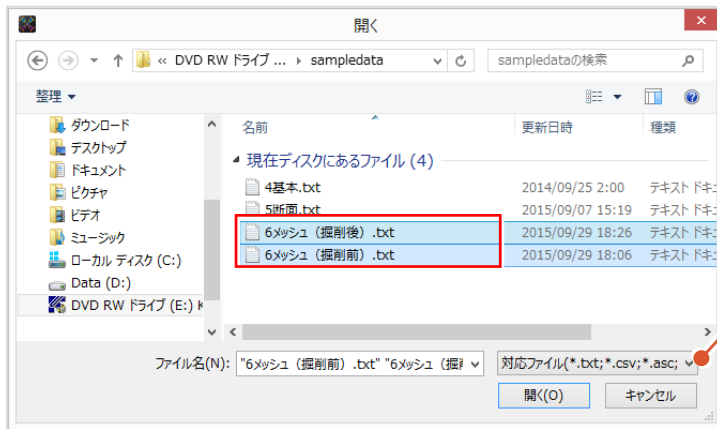 開く
« DVD RW ドライブ ... sampledata
sampledataの検索
整理
ダウンロード
デスクトップ
ドキュメント
ピクチャ
ビデオ
ミュージック
ローカル ディスク (C:)
Data (D:)
DVD RW ドライブ (E:) K
名前 更新日時 種類
現在ディスクにあるファイル (4)
4基本.txt 2014/09/25 2:00 テキスト ドキュ
5断面.txt 2015/09/07 15:19 テキスト ドキュ
6メッシュ（掘削後）.txt 2015/09/29 18:26 テキスト ドキュ
6メッシュ（掘削前）.txt 2015/09/29 18:06 テキスト ドキュ
ファイル名(N): "6メッシュ（掘削前）.txt" "6メッシュ（掘
対応ファイル(*.txt;*.csv;*.asc;
開く(O) キャンセル